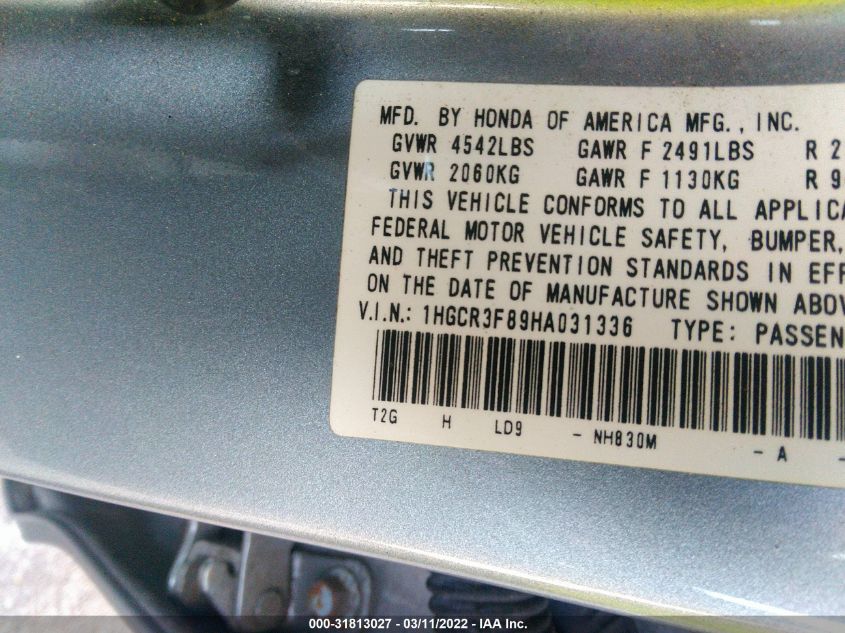 MFD. BY HONDA OF AMERICA MFG., INC.
GVWR 4542LBS GAWR F 2491LBS R 2
GVWR 2060KG GAWR F 1130KG R 9
THIS VEHICLE CONFORMS TO ALL APPLICA
FEDERAL MOTOR VEHICLE SAFETY, BUMPER,
AND THEFT PREVENTION STANDARDS IN EFF
ON THE DATE OF MANUFACTURE SHOWN ABOV
V.I.N.: 1HGCR3F89HA031336 TYPE: PASSEN
T2G H LD9 - NH830M - A -
000-31813027 - 03/11/2022 - IAA Inc.